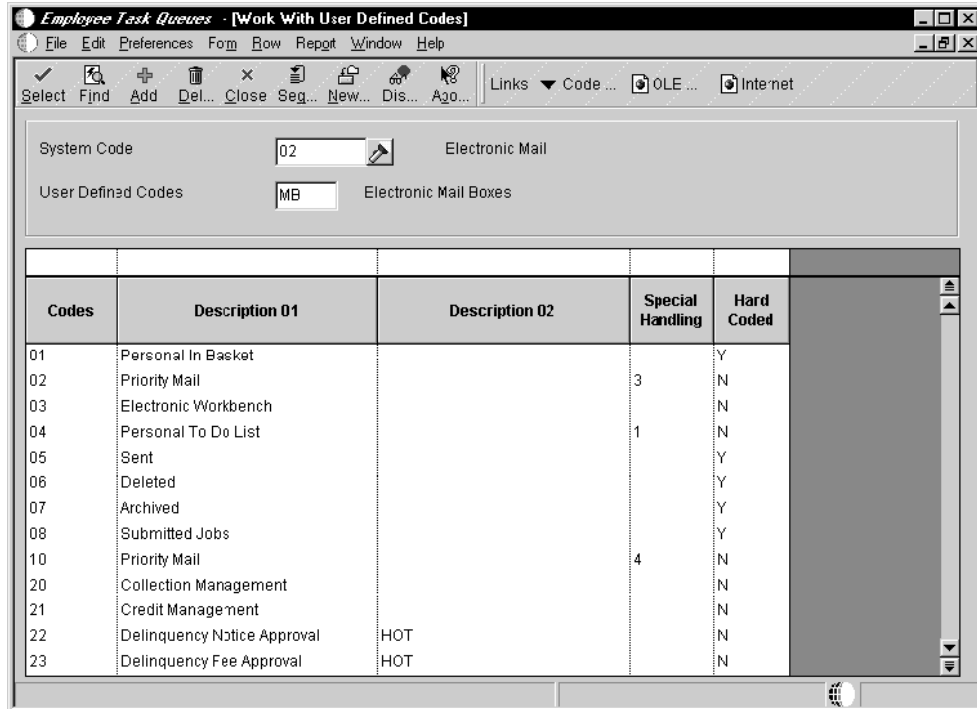 Employee Task Queues - [Work With User Defined Codes]
File Edit Preferences Form Row Report Window Help
Select Find Add Del... Close Seq... New... Dis... Abo... Links Code ... OLE ... Internet
System Code 02 Electronic Mail
User Defined Codes MB Electronic Mail Boxes
Codes Description 01 Description 02 Special Handling Hard Coded
01 Personal In Basket Y
02 Priority Mail 3 N
03 Electronic Workbench N
04 Personal To Do List 1 N
05 Sent Y
06 Deleted Y
07 Archived Y
08 Submitted Jobs Y
10 Priority Mail 4 N
20 Collection Management N
21 Credit Management N
22 Delinquency Notice Approval HOT N
23 Delinquency Fee Approval HOT N